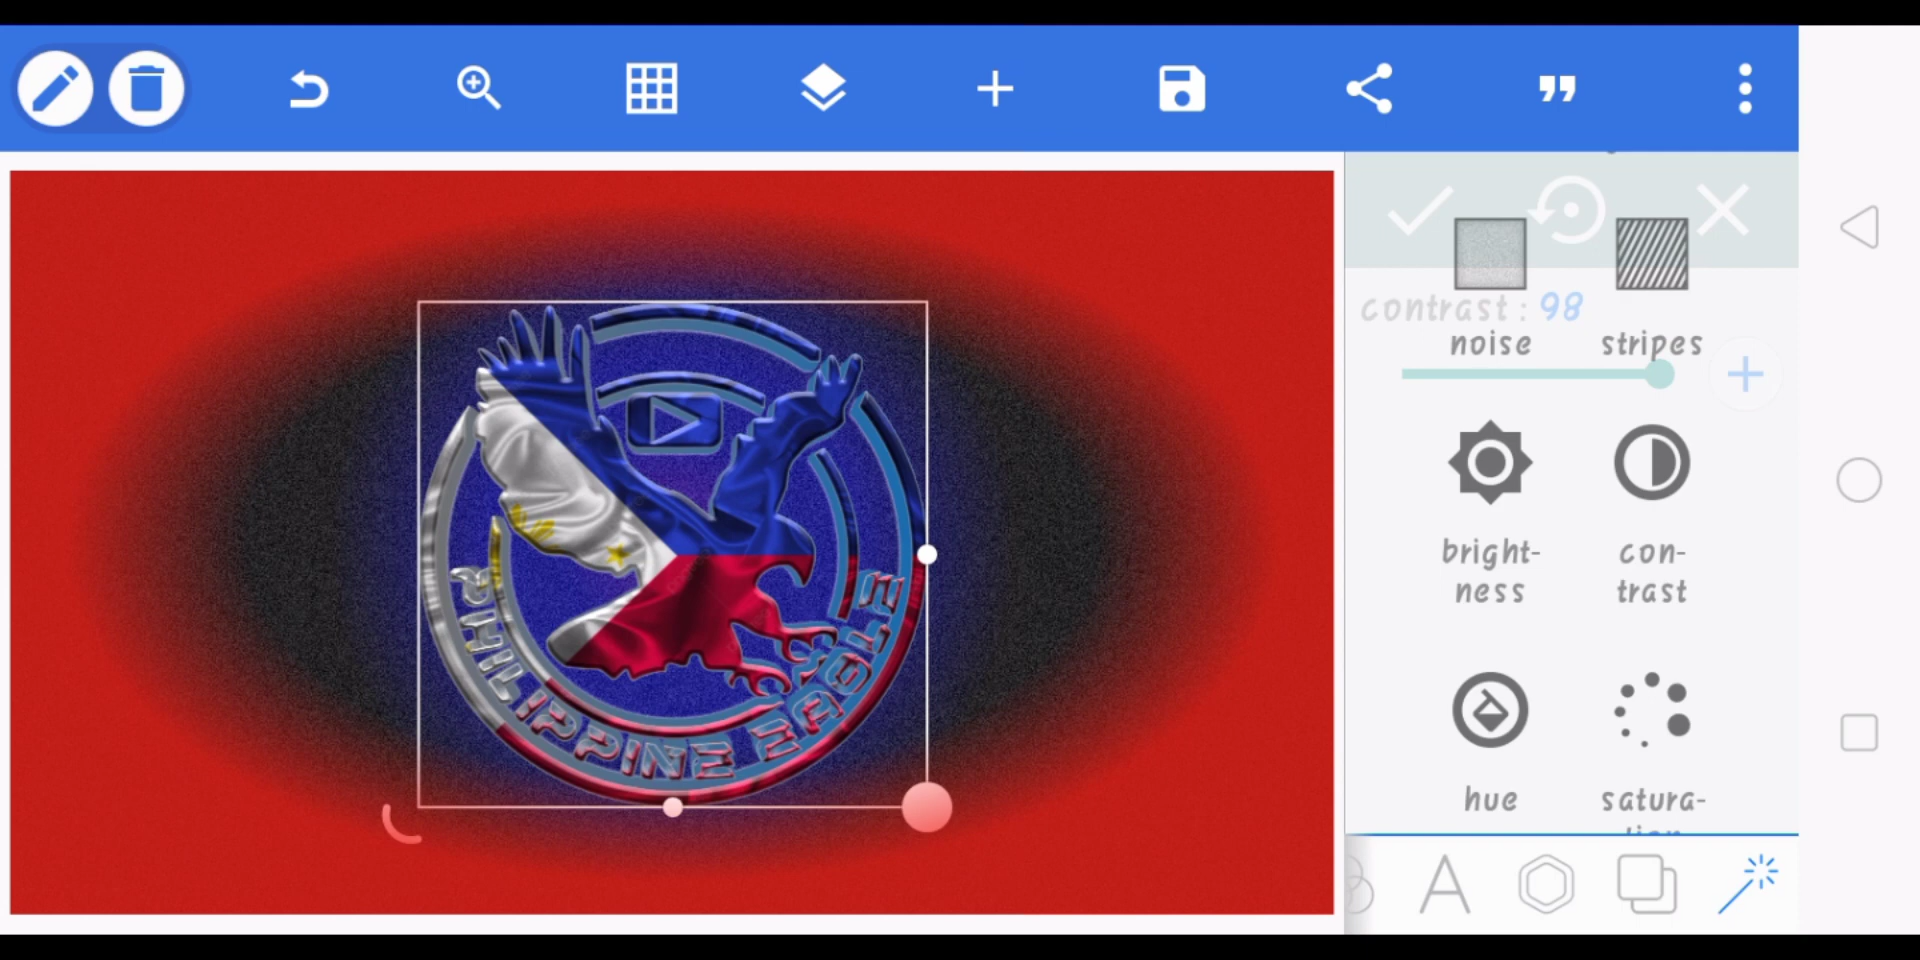 contrast : 98
noise
stripes
bright-
ness
con-
trast
hue
satura-
PHILIPPINE EAGLE